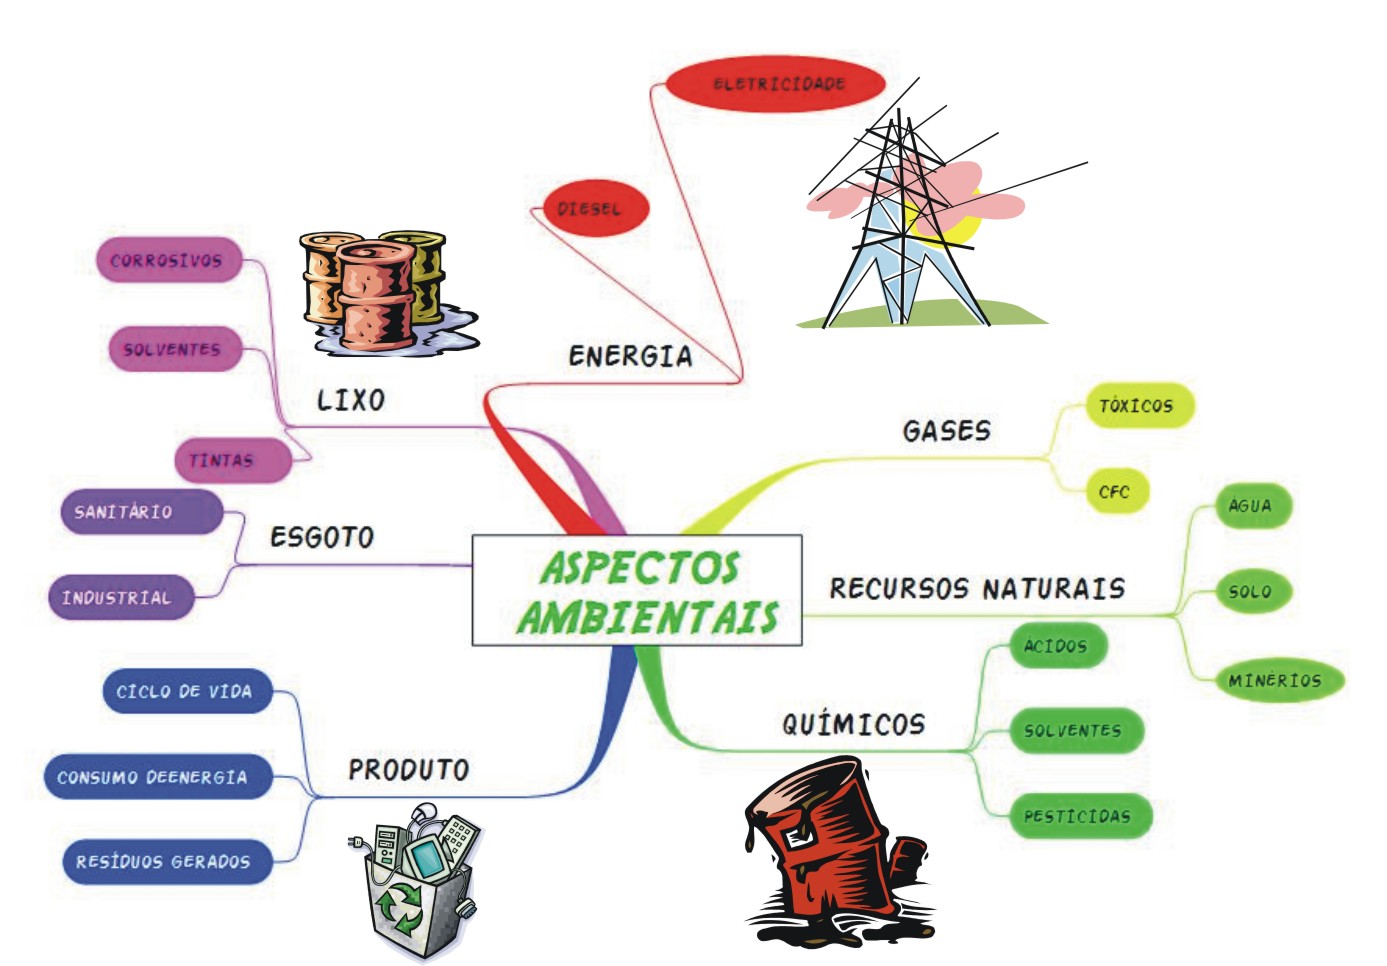 ELETRICIDADE
DIESEL
ENERGIA
CORROSIVOS
SOLVENTES
LIXO
TINTAS
SANITÁRIO
ESGOTO
INDUSTRIAL
GASES
TÓXICOS
CFC
ASPECTOS
AMBIENTAIS
RECURSOS NATURAIS
ÁGUA
SOLO
MINÉRIOS
CICLO DE VIDA
CONSUMO DEENERGIA
PRODUTO
RESÍDUOS GERADOS
QUÍMICOS
ÁCIDOS
SOLVENTES
PESTICIDAS